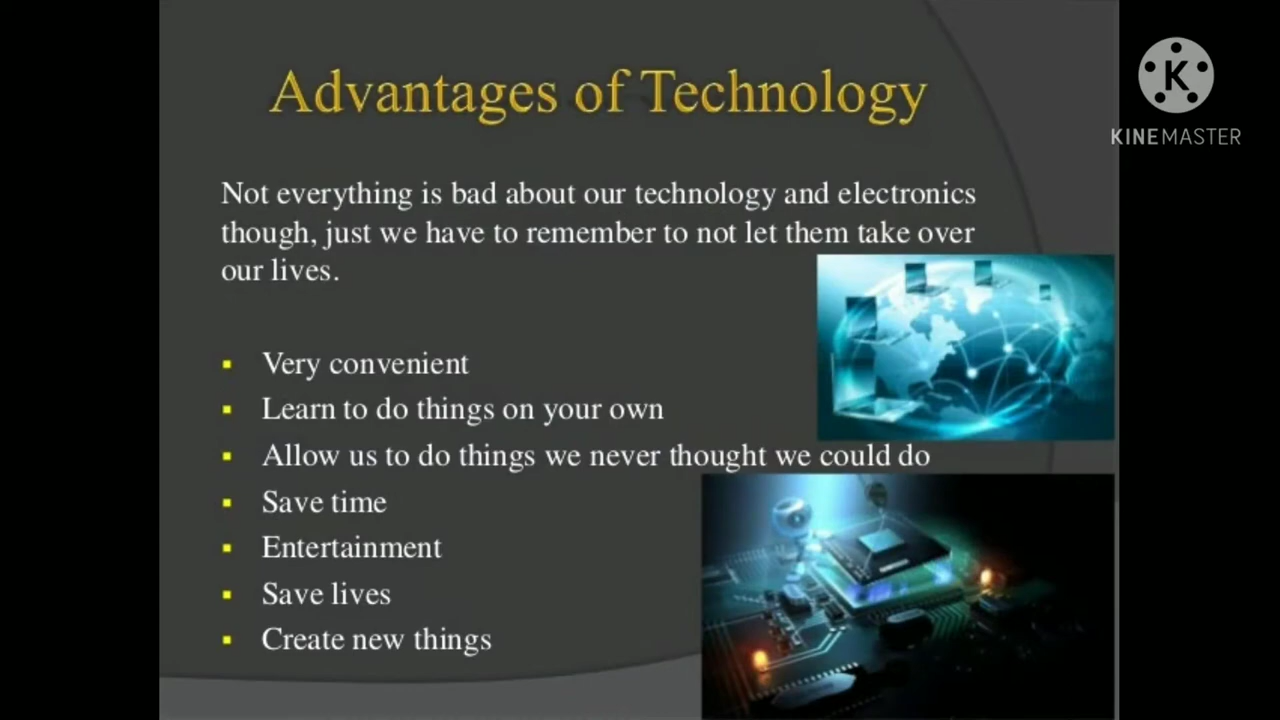 Advantages of Technology
K
KINEMASTER
Not everything is bad about our technology and electronics
though, just we have to remember to not let them take over
our lives.
▪ Very convenient
▪ Learn to do things on your own
▪ Allow us to do things we never thought we could do
▪ Save time
▪ Entertainment
▪ Save lives
▪ Create new things